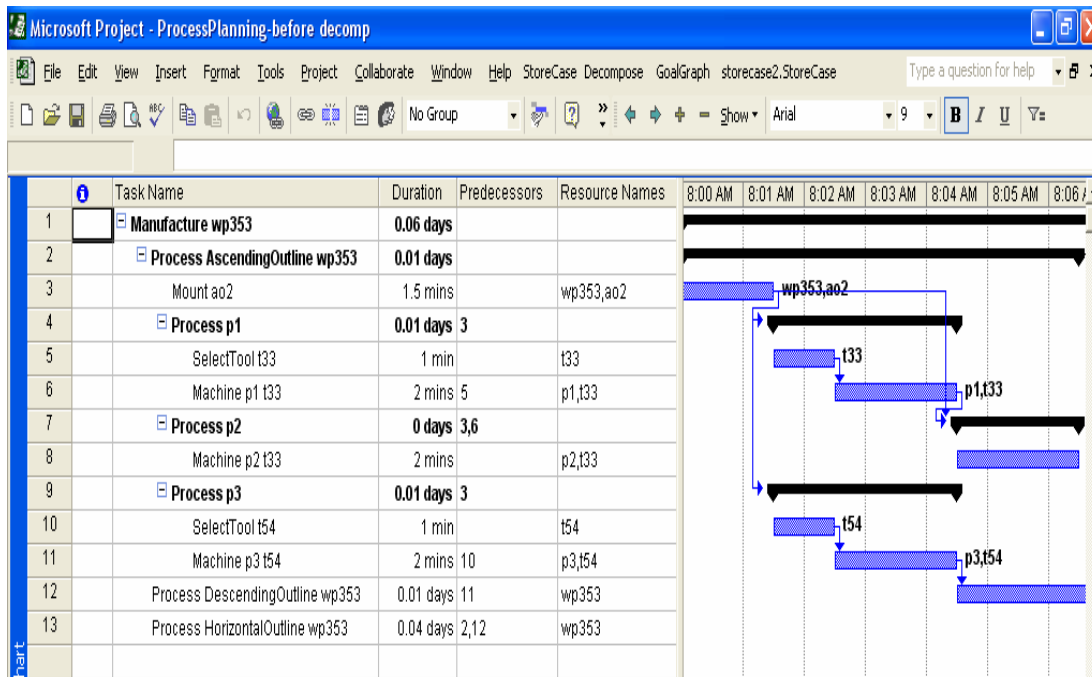 Microsoft Project - ProcessPlanning-before decomp
File Edit View Insert Format Tools Project Collaborate Window Help StoreCase Decompose GoalGraph storecase2.StoreCase Type a question for help
ABC No Group Show Arial 9 B I U
Task Name Duration Predecessors Resource Names 8:00 AM 8:01 AM 8:02 AM 8:03 AM 8:04 AM 8:05 AM 8:06
1 Manufacture wp353 0.06 days
2 Process AscendingOutline wp353 0.01 days
3 Mount ao2 1.5 mins wp353,ao2 wp353,ao2
4 Process p1 0.01 days 3
5 SelectTool t33 1 min t33 t33
6 Machine p1 t33 2 mins 5 p1,t33 p1,t33
7 Process p2 0 days 3,6
8 Machine p2 t33 2 mins p2,t33
9 Process p3 0.01 days 3
10 SelectTool t54 1 min t54 t54
11 Machine p3 t54 2 mins 10 p3,t54 p3,t54
12 Process DescendingOutline wp353 0.01 days 11 wp353
13 Process HorizontalOutline wp353 0.04 days 2,12 wp353
hart